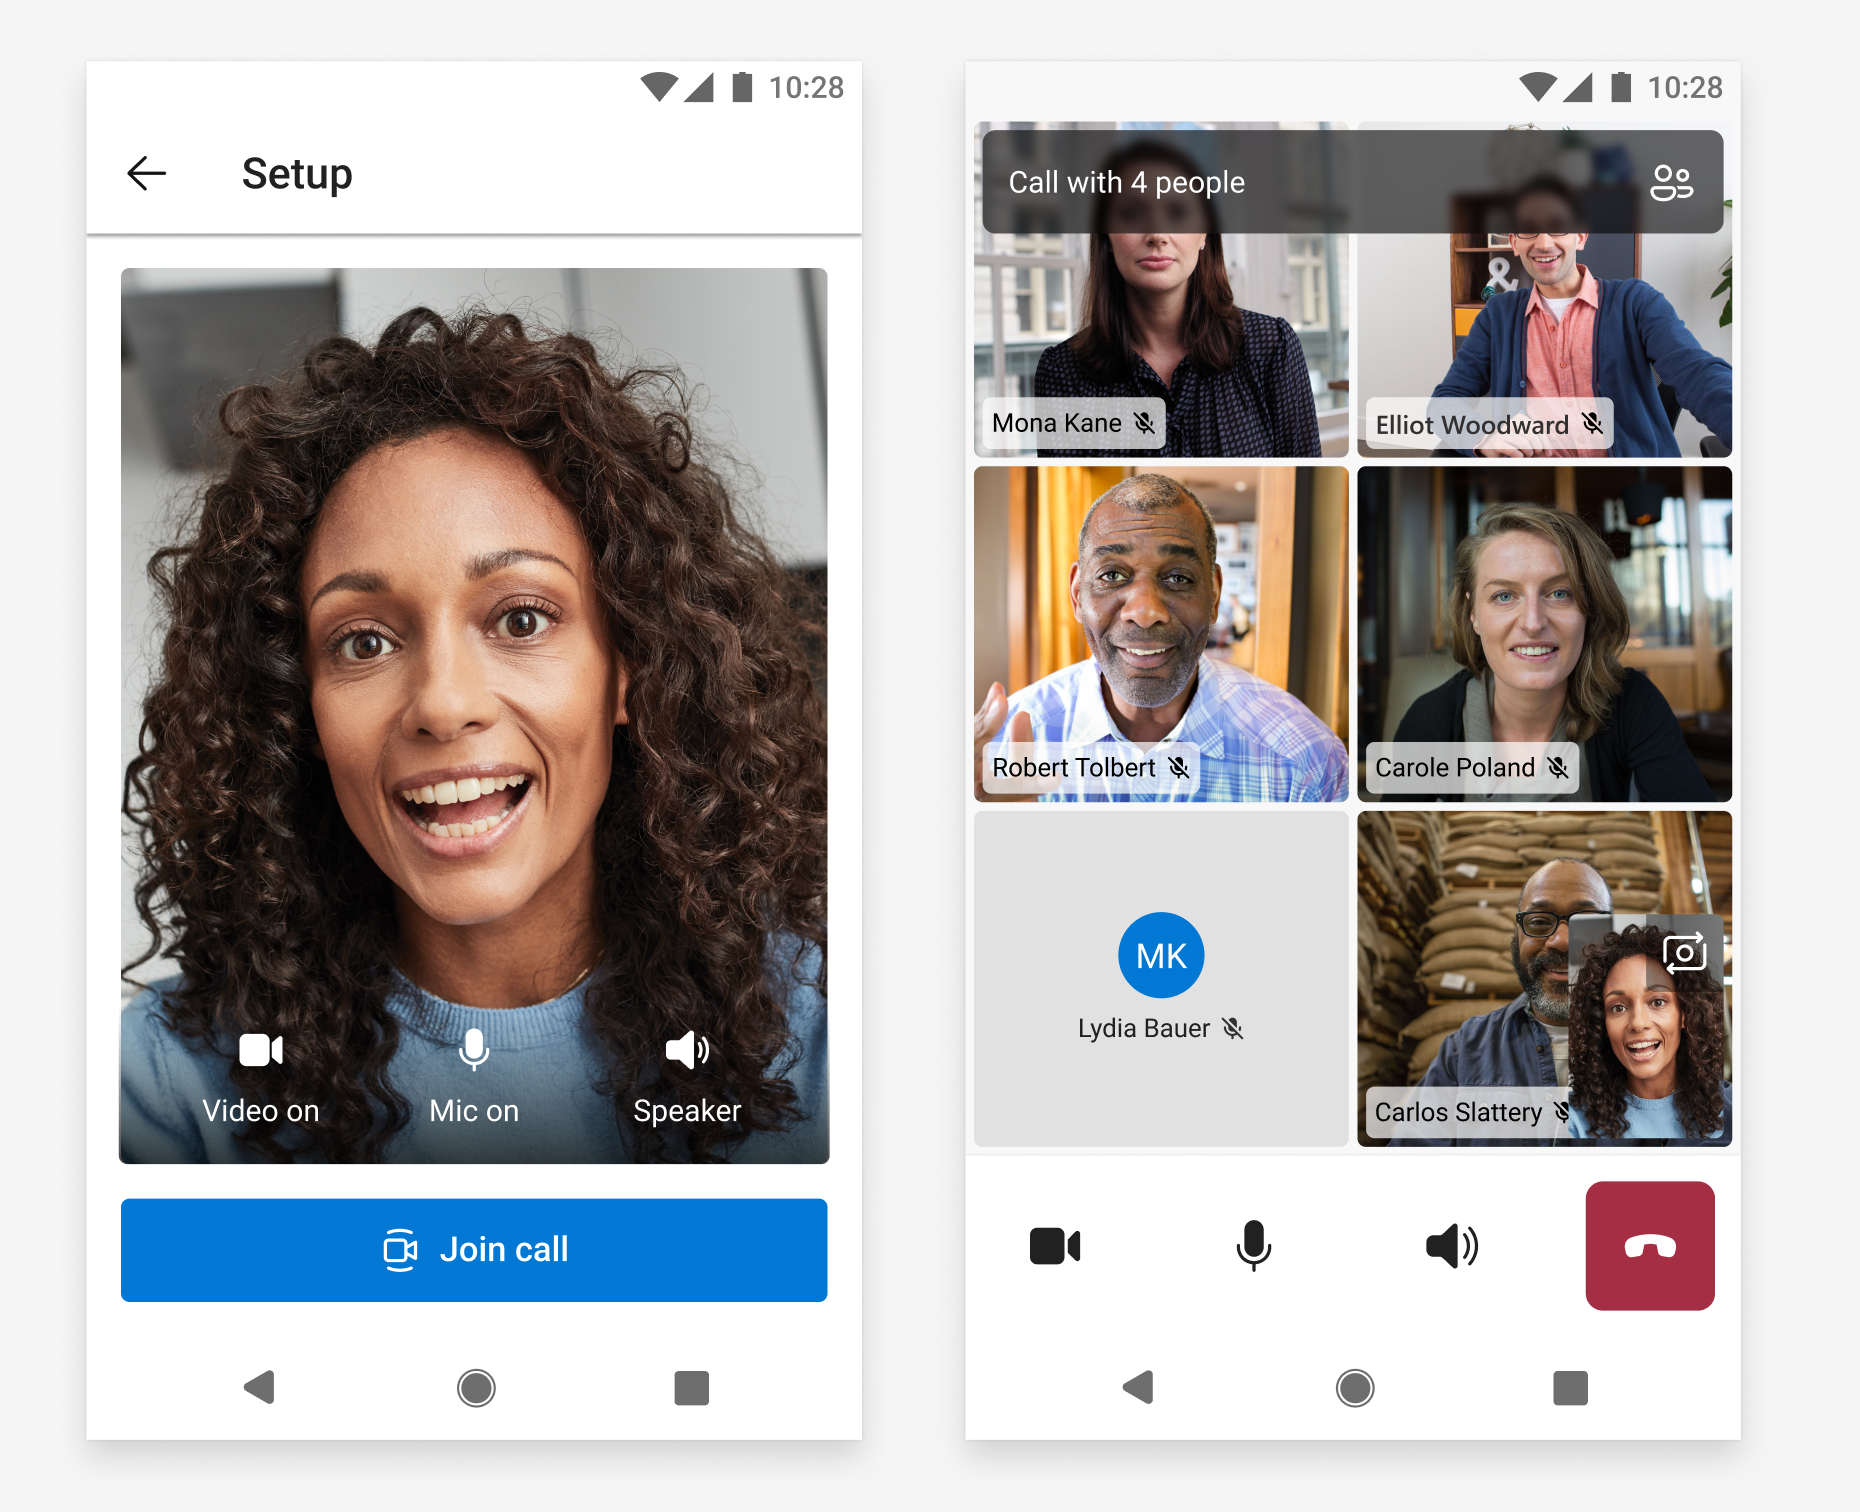 10:28
Setup
Video on
Mic on
Speaker
Join call
10:28
Call with 4 people
Mona Kane
Elliot Woodward
&
Robert Tolbert
Carole Poland
MK
Lydia Bauer
Carlos Slattery